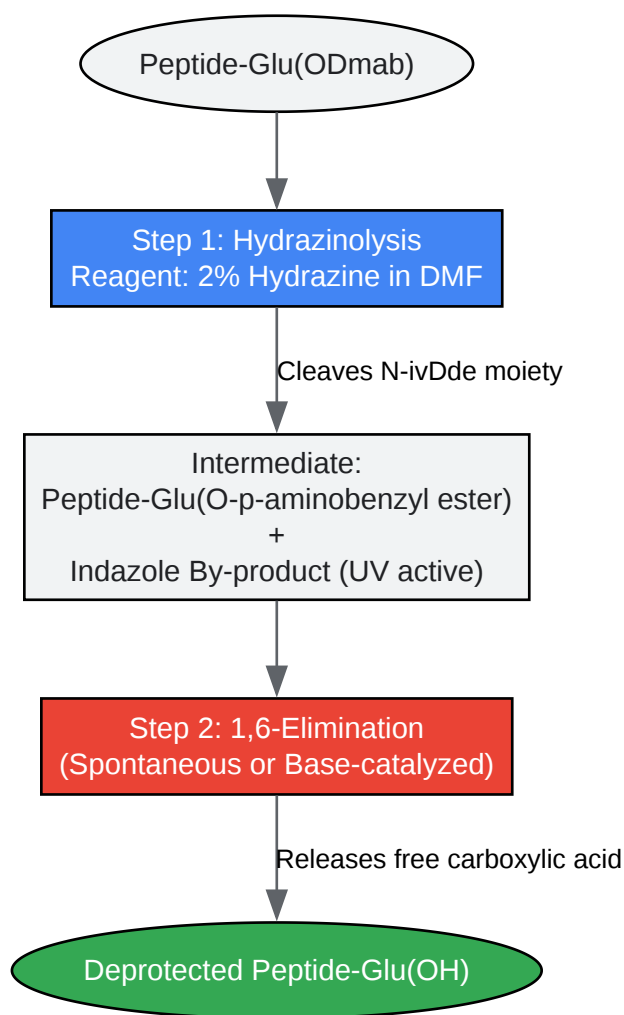 Peptide-Glu(ODmab)
Step 1: Hydrazinolysis
Reagent: 2% Hydrazine in DMF
Cleaves N-ivDde moiety
Intermediate:
Peptide-Glu(O-p-aminobenzyl ester)
+
Indazole By-product (UV active)
Step 2: 1,6-Elimination
(Spontaneous or Base-catalyzed)
Releases free carboxylic acid
Deprotected Peptide-Glu(OH)